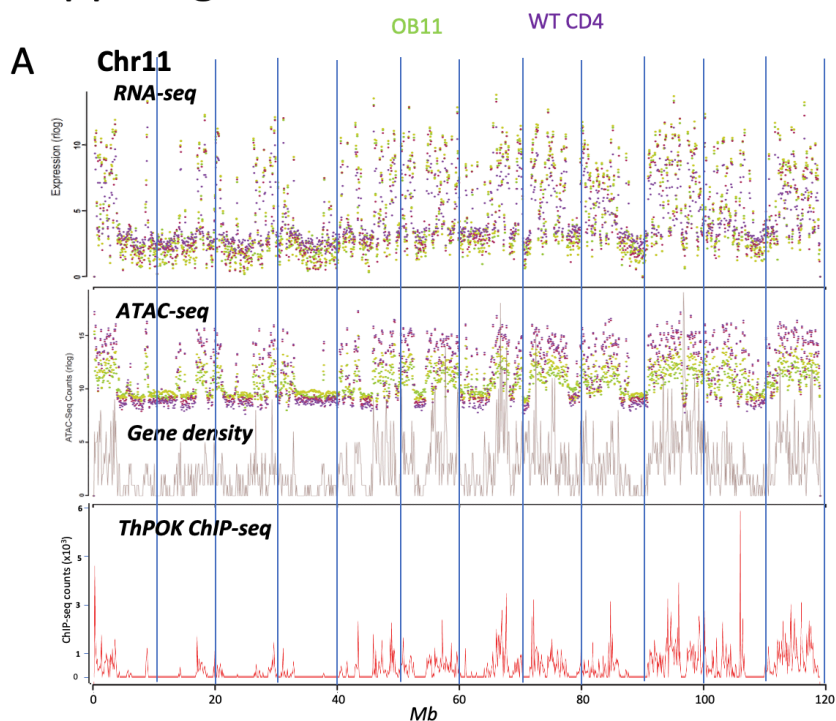 OB11
WT CD4
A
Chr11
RNA-seq
Expression (rlog)
10
5
0
ATAC-seq
ATAC-Seq Counts (rlog)
15
10
5
0
Gene density
ThPOK ChIP-seq
ChIP-seq counts (x10³)
6
5
3
1
0
0 20 40 60 80 100 120
Mb